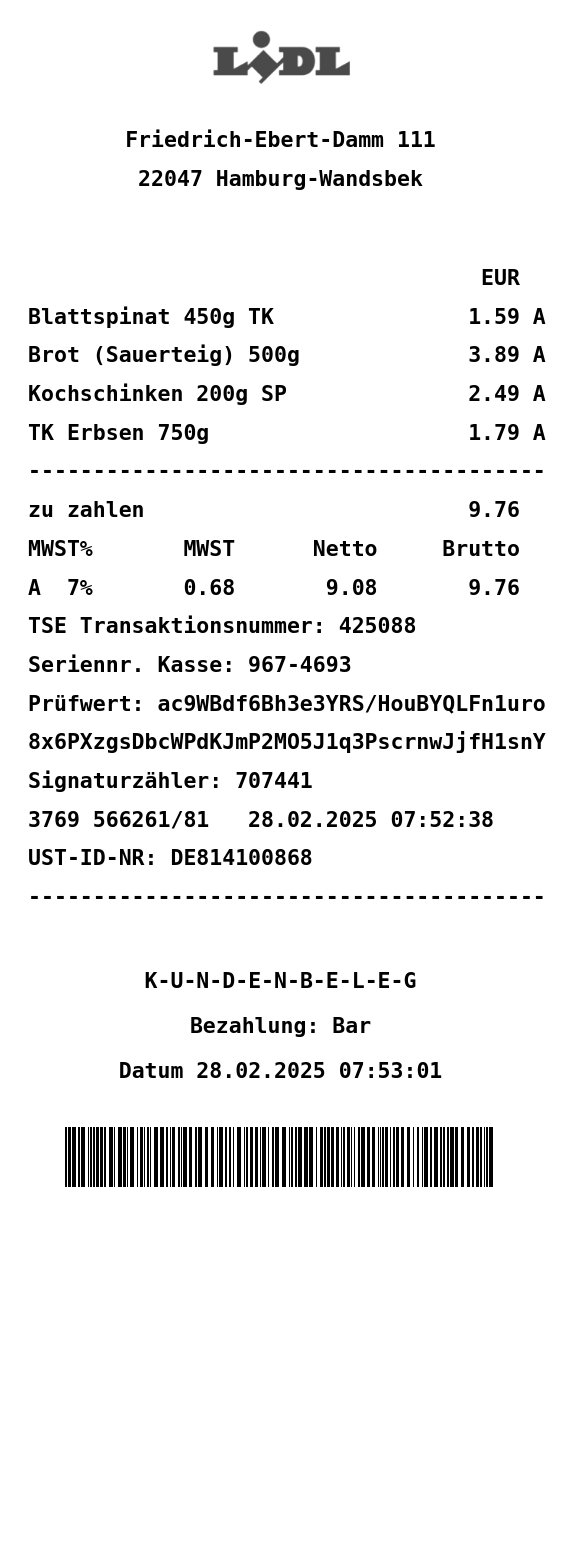 LIDL
Friedrich-Ebert-Damm 111
22047 Hamburg-Wandsbek
EUR
Blattspinat 450g TK 1.59 A
Brot (Sauerteig) 500g 3.89 A
Kochschinken 200g SP 2.49 A
TK Erbsen 750g 1.79 A
----------------------------------------
zu zahlen 9.76
MWST% MWST Netto Brutto
A 7% 0.68 9.08 9.76
TSE Transaktionsnummer: 425088
Seriennr. Kasse: 967-4693
Prüfwert: ac9WBdf6Bh3e3YRS/HouBYQLFn1uro
8x6PXzgsDbcWPdKJmP2MO5J1q3PscrnwJjfH1snY
Signaturzähler: 707441
3769 566261/81 28.02.2025 07:52:38
UST-ID-NR: DE814100868
----------------------------------------
K-U-N-D-E-N-B-E-L-E-G
Bezahlung: Bar
Datum 28.02.2025 07:53:01